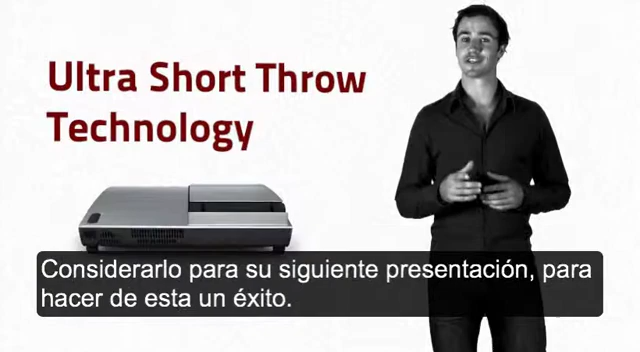 Ultra Short Throw
Technology
Considerarlo para su siguiente presentación, para
hacer de esta un éxito.